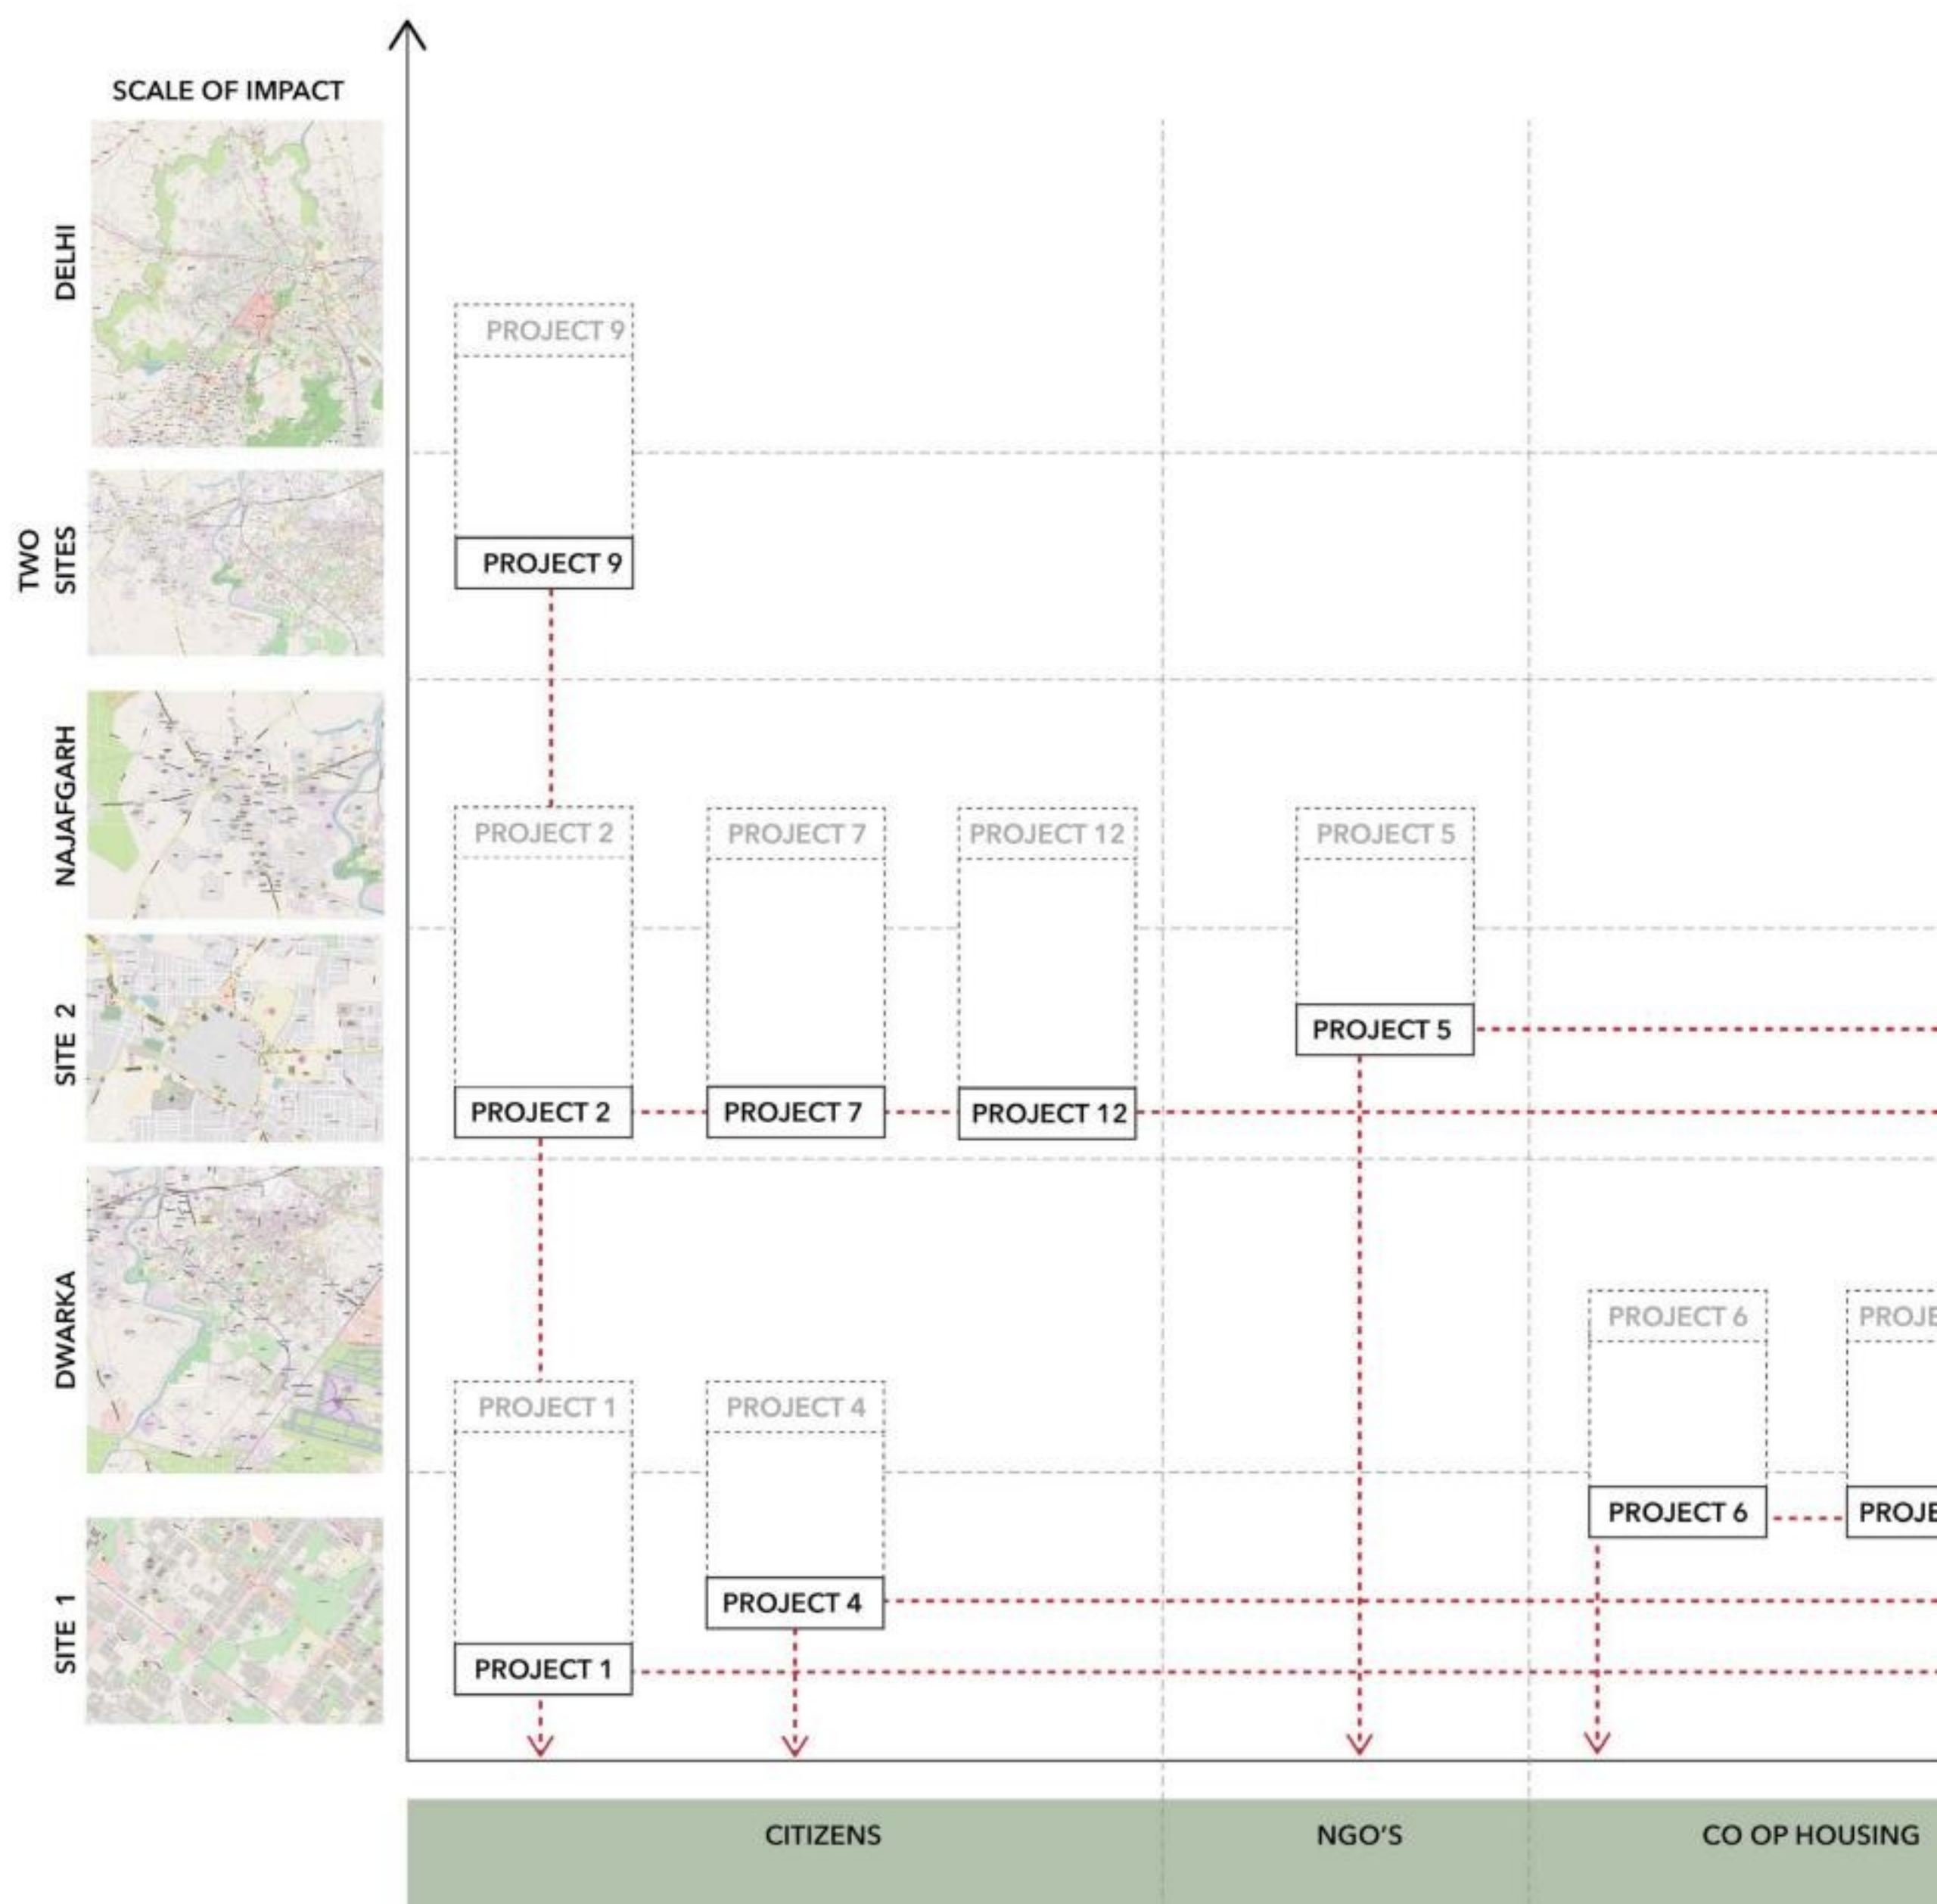 SCALE OF IMPACT
DELHI
PROJECT 9
TWO
SITES
PROJECT 9
NAJAFGARH
PROJECT 2
PROJECT 7
PROJECT 12
PROJECT 5
SITE 2
PROJECT 5
PROJECT 2
PROJECT 7
PROJECT 12
DWARKA
PROJECT 6
PROJE
PROJECT 1
PROJECT 4
PROJECT 6
PROJE
SITE 1
PROJECT 4
PROJECT 1
CITIZENS
NGO'S
CO OP HOUSING